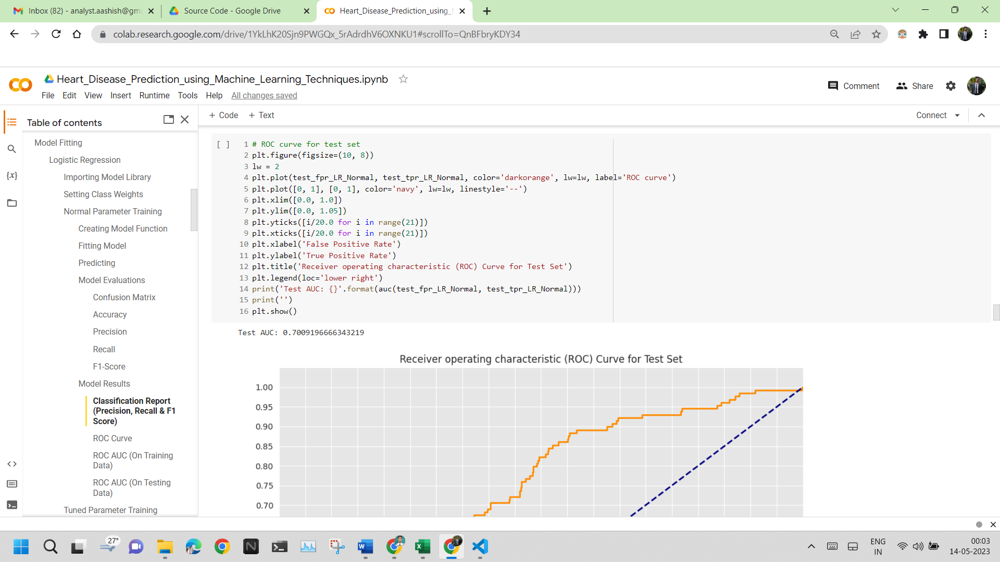 Inbox (82) - analyst.aashish@gm
Source Code - Google Drive
Heart_Disease_Prediction_using_
colab.research.google.com/drive/1YkLhK20Sjn9PWGQx_5rAdrdhV6OXNKU1#scrollTo=QnBFbryKDY34
Heart_Disease_Prediction_using_Machine_Learning_Techniques.ipynb
Comment
Share
File Edit View Insert Runtime Tools Help All changes saved
+ Code + Text
Connect
Table of contents
Model Fitting
Logistic Regression
Importing Model Library
Setting Class Weights
Normal Parameter Training
Creating Model Function
Fitting Model
Predicting
Model Evaluations
Confusion Matrix
Accuracy
Precision
Recall
F1-Score
Model Results
Classification Report
(Precision, Recall & F1
Score)
ROC Curve
ROC AUC (On Training
Data)
ROC AUC (On Testing
Data)
Tuned Parameter Training
[ ]
1 # ROC curve for test set
2 plt.figure(figsize=(10, 8))
3 lw = 2
4 plt.plot(test_fpr_LR_Normal, test_tpr_LR_Normal, color='darkorange', lw=lw, label='ROC curve')
5 plt.plot([0, 1], [0, 1], color='navy', lw=lw, linestyle='--')
6 plt.xlim([0.0, 1.0])
7 plt.ylim([0.0, 1.05])
8 plt.yticks([i/20.0 for i in range(21)])
9 plt.xticks([i/20.0 for i in range(21)])
10 plt.xlabel('False Positive Rate')
11 plt.ylabel('True Positive Rate')
12 plt.title('Receiver operating characteristic (ROC) Curve for Test Set')
13 plt.legend(loc='lower right')
14 print('Test AUC: {}'.format(auc(test_fpr_LR_Normal, test_tpr_LR_Normal)))
15 print('')
16 plt.show()
Test AUC: 0.7009196666343219
Receiver operating characteristic (ROC) Curve for Test Set
1.00
0.95
0.90
0.85
0.80
0.75
0.70
27°
ENG
IN
00:03
14-05-2023